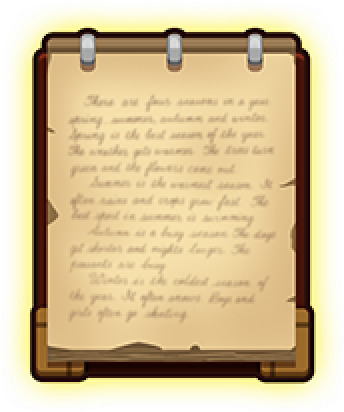 There are four seasons in a year
spring, summer, autumn and winter.
Spring is the best season of the year.
The weather gets warmer. The trees turn
green and the flowers come out.
Summer is the warmest season. It
often rains and crops grow fast. The
best sport in summer is swimming.
Autumn is a busy season. The days
get shorter and nights longer. The
peasants are busy.
Winter is the coldest season of
the year. It often snows. Boys and
girls often go skating.